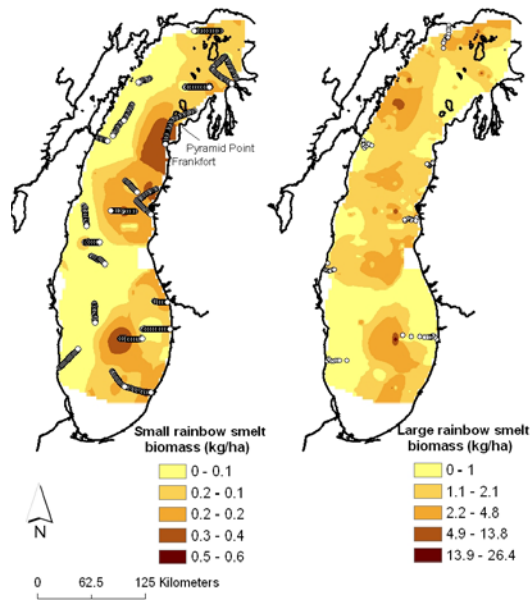 Pyramid Point
Frankfort
Small rainbow smelt
biomass (kg/ha)
0 - 0.1
0.2 - 0.1
0.2 - 0.2
0.3 - 0.4
0.5 - 0.6
Large rainbow smelt
biomass (kg/ha)
0 - 1
1.1 - 2.1
2.2 - 4.8
4.9 - 13.8
13.9 - 26.4
N
0 62.5 125 Kilometers